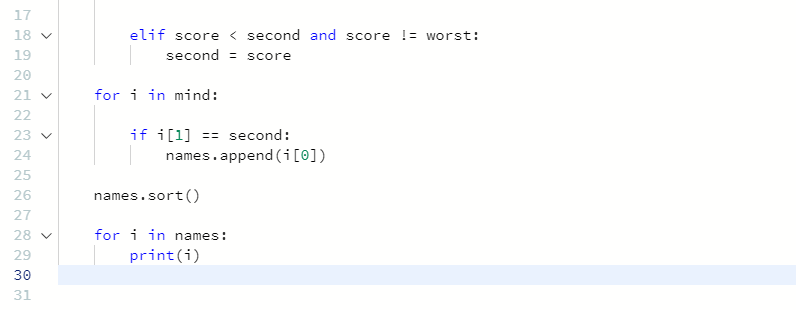 17
18 elif score < second and score != worst:
19 second = score
20
21 for i in mind:
22
23 if i[1] == second:
24 names.append(i[0])
25
26 names.sort()
27
28 for i in names:
29 print(i)
30
31